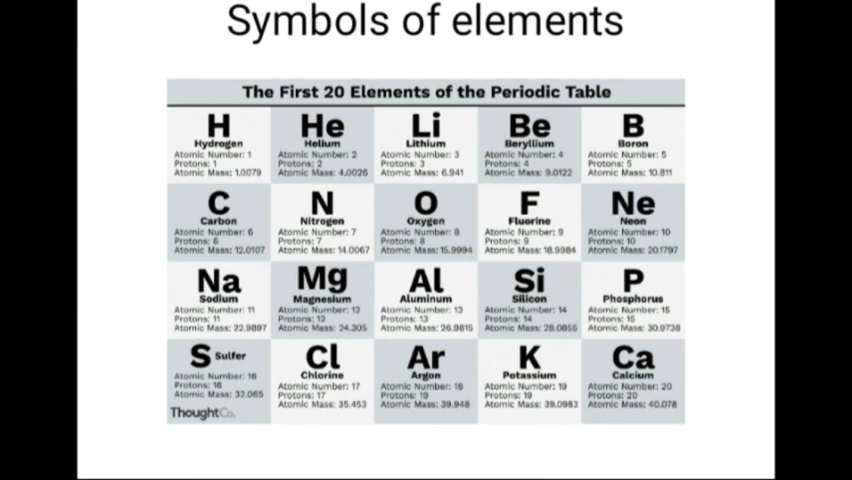 Symbols of elements
The First 20 Elements of the Periodic Table
H
Hydrogen
Atomic Number: 1
Protons: 1
Atomic Mass: 1.0079
He
Helium
Atomic Number: 2
Protons: 2
Atomic Mass: 4.0026
Li
Lithium
Atomic Number: 3
Protons: 3
Atomic Mass: 6.941
Be
Beryllium
Atomic Number: 4
Protons: 4
Atomic Mass: 9.0122
B
Boron
Atomic Number: 5
Protons: 5
Atomic Mass: 10.811
C
Carbon
Atomic Number: 6
Protons: 6
Atomic Mass: 12.0107
N
Nitrogen
Atomic Number: 7
Protons: 7
Atomic Mass: 14.0067
O
Oxygen
Atomic Number: 8
Protons: 8
Atomic Mass: 15.9994
F
Fluorine
Atomic Number: 9
Protons: 9
Atomic Mass: 18.9984
Ne
Neon
Atomic Number: 10
Protons: 10
Atomic Mass: 20.1797
Na
Sodium
Atomic Number: 11
Protons: 11
Atomic Mass: 22.9897
Mg
Magnesium
Atomic Number: 12
Protons: 12
Atomic Mass: 24.305
Al
Aluminum
Atomic Number: 13
Protons: 13
Atomic Mass: 26.9815
Si
Silicon
Atomic Number: 14
Protons: 14
Atomic Mass: 28.0855
P
Phosphorus
Atomic Number: 15
Protons: 15
Atomic Mass: 30.9738
S Sulfer
Atomic Number: 16
Protons: 16
Atomic Mass: 32.065
Cl
Chlorine
Atomic Number: 17
Protons: 17
Atomic Mass: 35.453
Ar
Argon
Atomic Number: 18
Protons: 19
Atomic Mass: 39.948
K
Potassium
Atomic Number: 19
Protons: 19
Atomic Mass: 39.0983
Ca
Calcium
Atomic Number: 20
Protons: 20
Atomic Mass: 40.078
ThoughtCo.